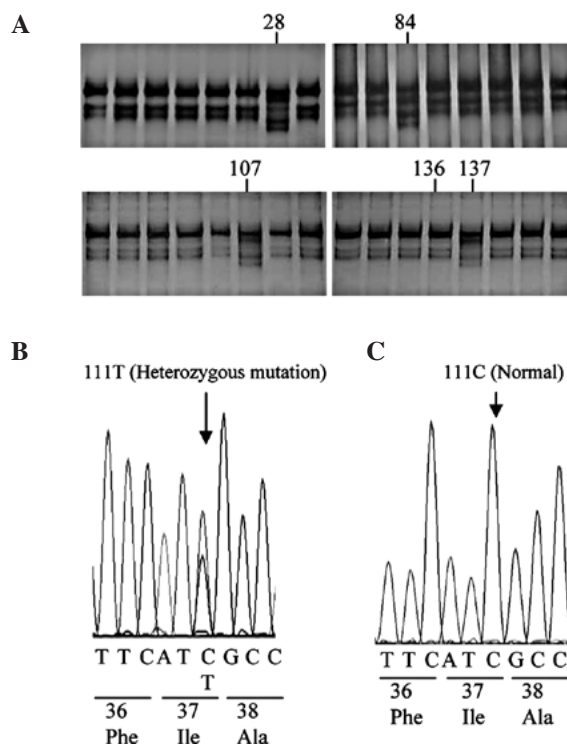 A
28 84
107 136 137
B C
111T (Heterozygous mutation) 111C (Normal)
T T C A T C G C C T T C A T C G C C
T
36 37 38 36 37 38
Phe Ile Ala Phe Ile Ala